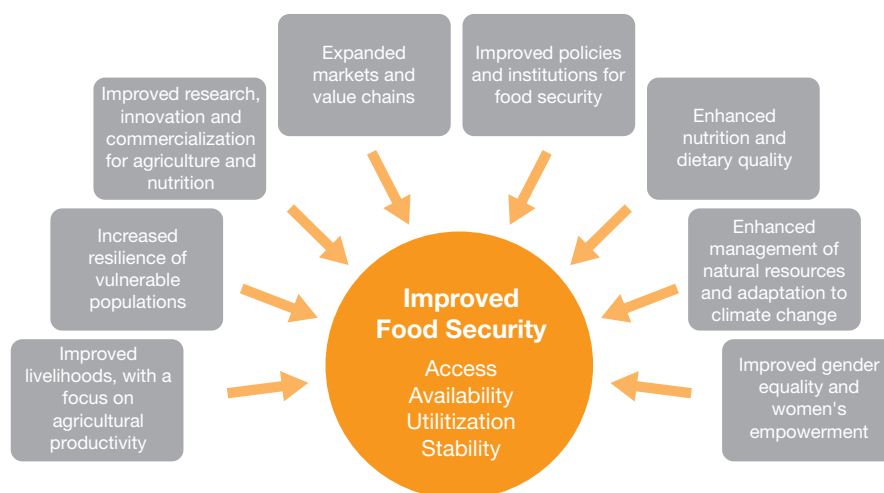 Expanded
markets and
value chains
Improved policies
and institutions for
food security
Improved research,
innovation and
commercialization
for agriculture and
nutrition
Enhanced
nutrition and
dietary quality
Increased
resilience of
vulnerable
populations
Enhanced
management of
natural resources
and adaptation to
climate change
Improved
livelihoods, with a
focus on
agricultural
productivity
Improved gender
equality and
women's
empowerment
Improved
Food Security
Access
Availability
Utilitization
Stability